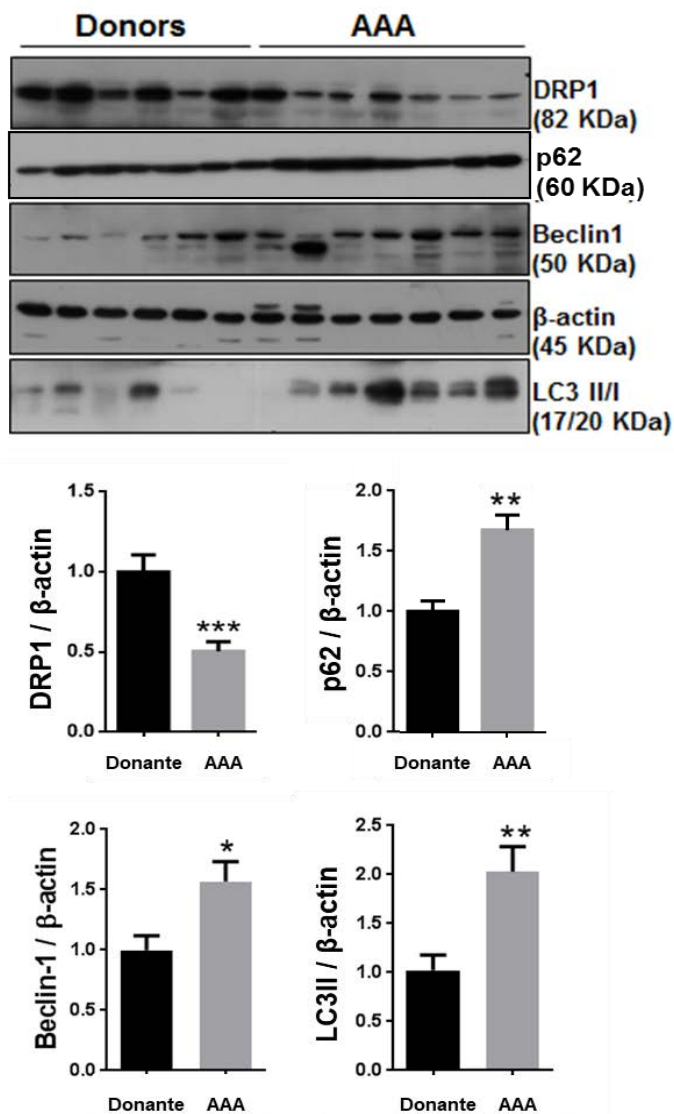 Donors AAA
DRP1
(82 KDa)
p62
(60 KDa)
Beclin1
(50 KDa)
β-actin
(45 KDa)
LC3 II/I
(17/20 KDa)
DRP1 / β-actin
1.5
1.0
0.5
0.0
***
Donante AAA
p62 / β-actin
2.0
1.5
1.0
0.5
0.0
**
Donante AAA
Beclin-1 / β-actin
2.0
1.5
1.0
0.5
0.0
*
Donante AAA
LC3II / β-actin
2.5
2.0
1.5
1.0
0.5
0.0
**
Donante AAA